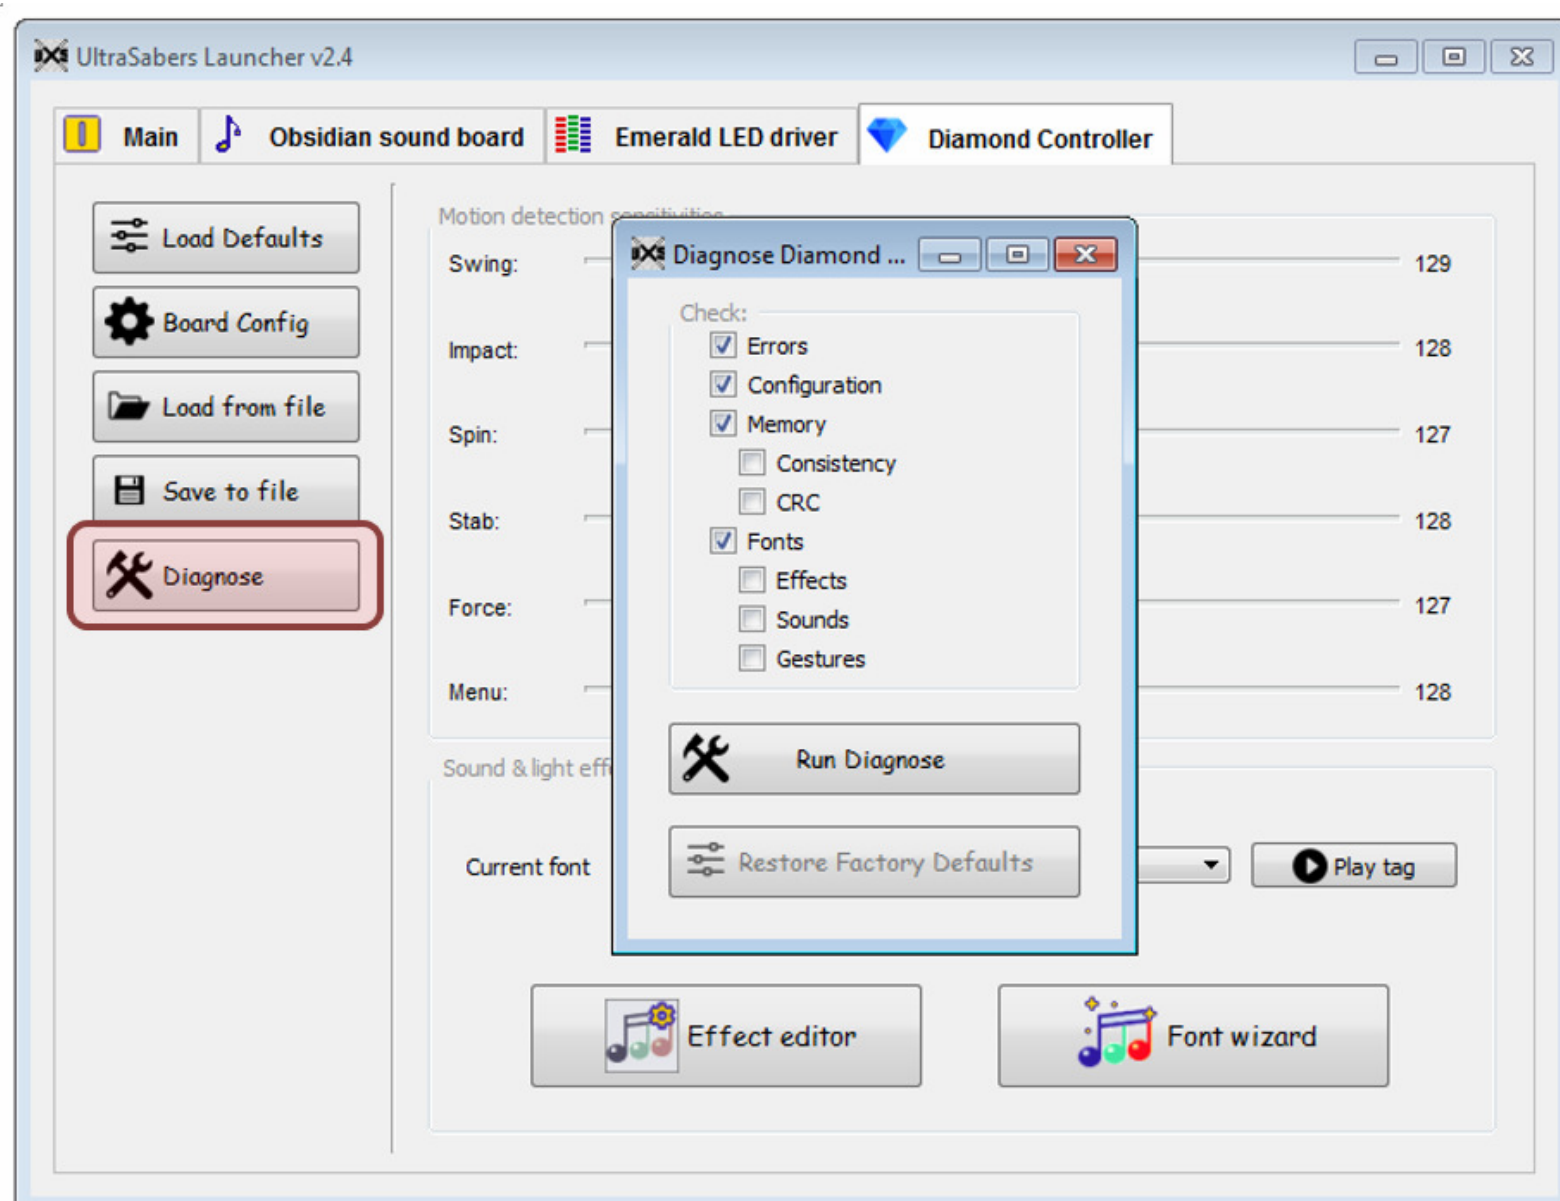 UltraSabers Launcher v2.4
Main
Obsidian sound board
Emerald LED driver
Diamond Controller
Load Defaults
Board Config
Load from file
Save to file
Diagnose
Motion detection sensitivities
Swing:
129
Impact:
128
Spin:
127
Stab:
128
Force:
127
Menu:
128
Diagnose Diamond ...
Check:
Errors
Configuration
Memory
Consistency
CRC
Fonts
Effects
Sounds
Gestures
Run Diagnose
Restore Factory Defaults
Sound & light eff
Current font
Play tag
Effect editor
Font wizard